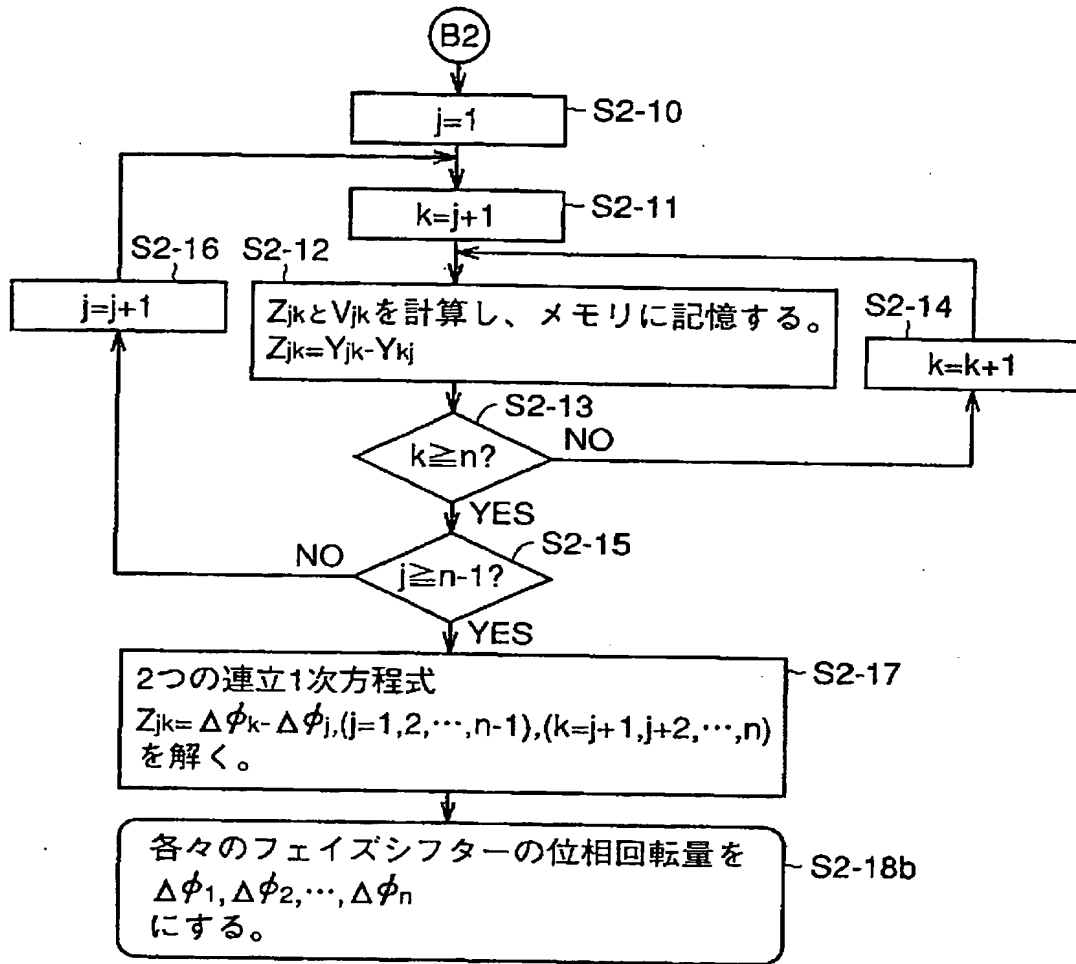 B2
j=1
S2-10
k=j+1
S2-11
S2-16
j=j+1
S2-12
ZjkとVjkを計算し、メモリに記憶する。
Zjk=Yjk-Ykj
S2-14
k=k+1
S2-13
k≧n?
NO
YES
S2-15
j≧n-1?
NO
YES
S2-17
2つの連立1次方程式
Zjk=Δϕk-Δϕj,(j=1,2,…,n-1),(k=j+1,j+2,…,n)
を解く。
S2-18b
各々のフェイズシフターの位相回転量を
Δϕ1,Δϕ2,…,Δϕn
にする。